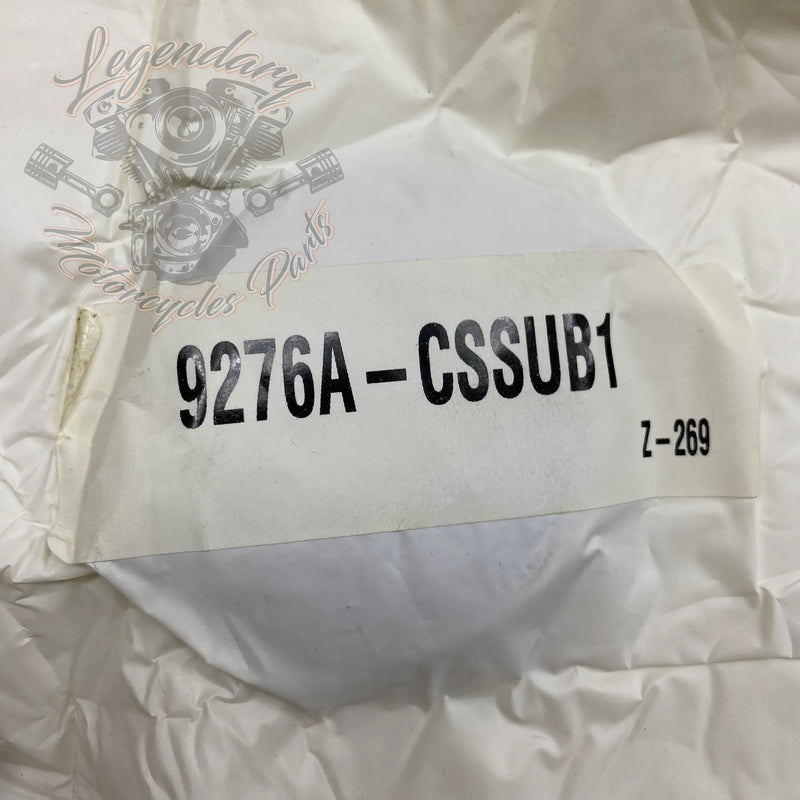 Legendary
Motorcycles Parts
9276A-CSSUB1
Z-269